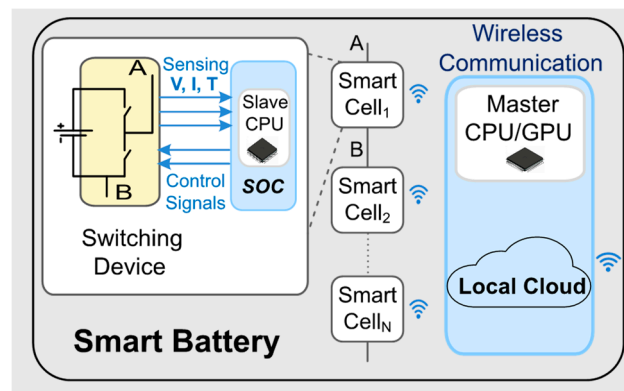 A
B
+
-
Sensing
V, I, T
Control
Signals
Slave
CPU
SOC
Switching
Device
Smart Battery
A
Smart
Cell₁
B
Smart
Cell₂
Smart
Cell_N
Wireless
Communication
Master
CPU/GPU
Local Cloud